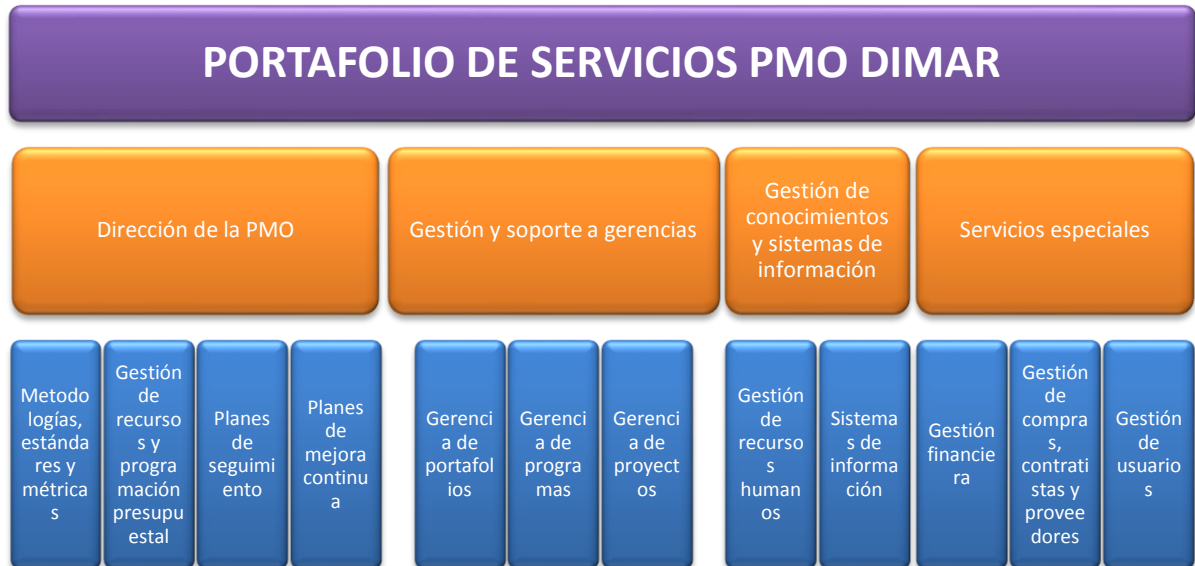 PORTAFOLIO DE SERVICIOS PMO DIMAR
Dirección de la PMO
Gestión y soporte a gerencias
Gestión de
conocimientos
y sistemas de
información
Servicios especiales
Metodo
logías,
estánda
res y
métrica
s
Gestión
de
recurso
s y
progra
mación
presupu
estal
Planes
de
seguimi
ento
Planes
de
mejora
continu
a
Gerenci
a de
portafol
ios
Gerenci
a de
progra
mas
Gerenci
a de
proyect
os
Gestión
de
recurso
s
human
os
Sistema
s de
informa
ción
Gestión
financie
ra
Gestión
de
compra
s,
contrati
stas y
provee
dores
Gestión
de
usuario
s